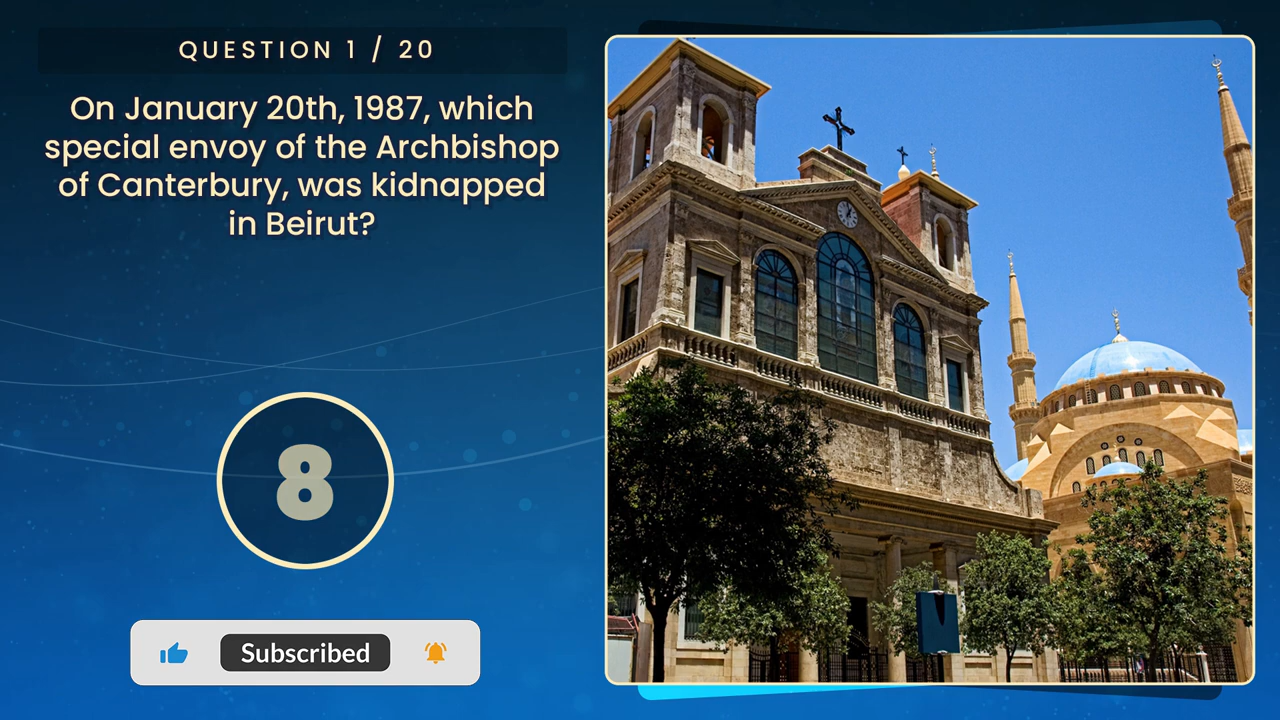 QUESTION 1 / 20
On January 20th, 1987, which
special envoy of the Archbishop
of Canterbury, was kidnapped
in Beirut?
8
Subscribed